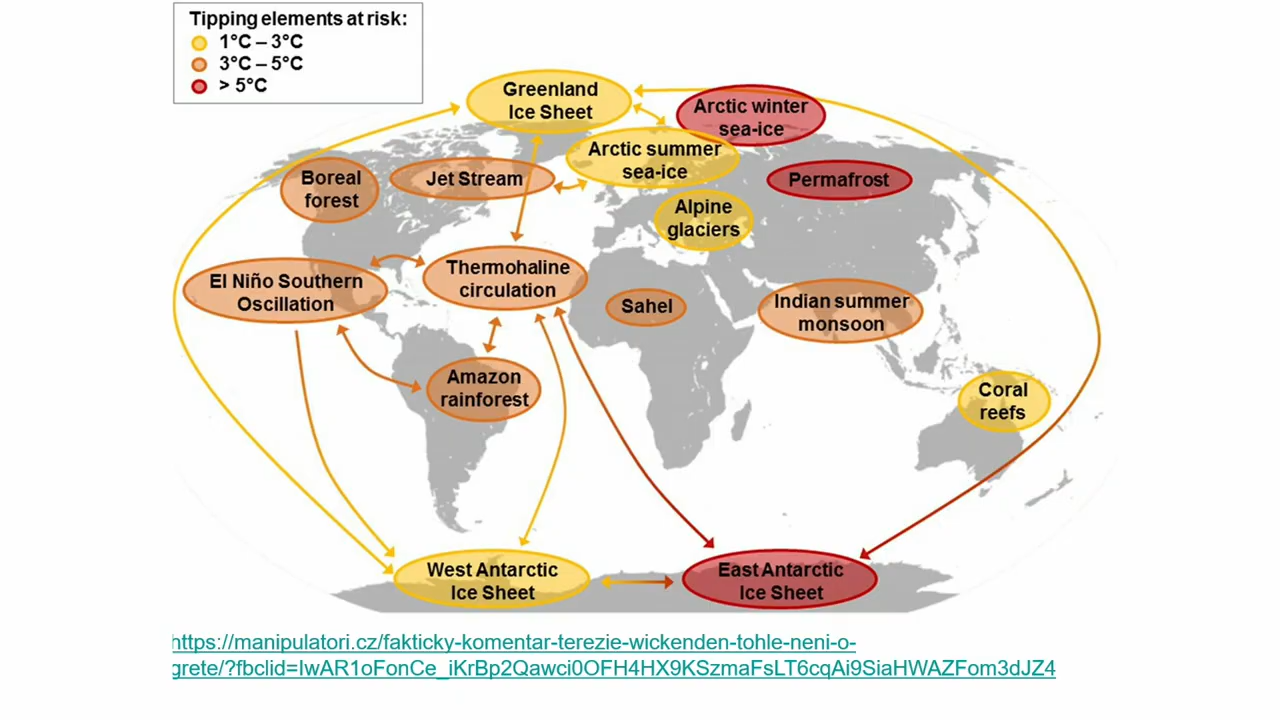 Tipping elements at risk:
1°C – 3°C
3°C – 5°C
> 5°C
Greenland
Ice Sheet
Arctic winter
sea-ice
Arctic summer
sea-ice
Boreal
forest
Jet Stream
Permafrost
Alpine
glaciers
El Niño Southern
Oscillation
Thermohaline
circulation
Sahel
Indian summer
monsoon
Amazon
rainforest
Coral
reefs
West Antarctic
Ice Sheet
East Antarctic
Ice Sheet
https://manipulatori.cz/fakticky-komentar-terezie-wickenden-tohle-neni-o-
grete/?fbclid=IwAR1oFonCe_iKrBp2Qawci0OFH4HX9KSzmaFsLT6cqAi9SiaHWAZFom3dJZ4